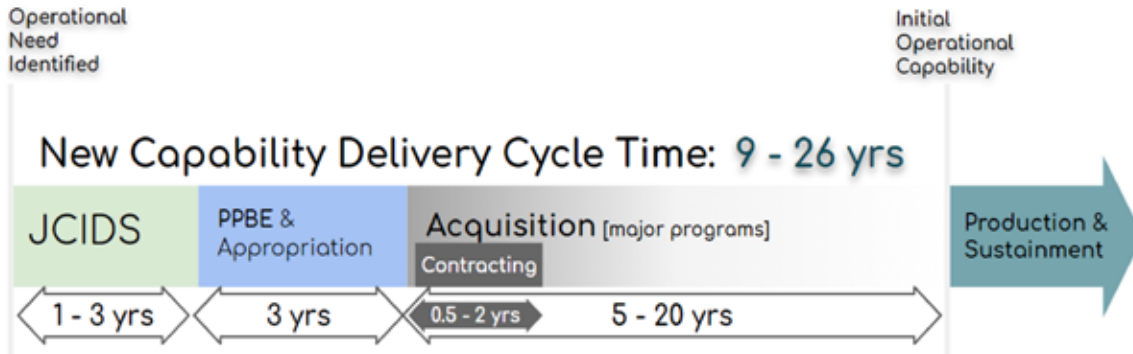 Operational
Need
Identified
Initial
Operational
Capability
New Capability Delivery Cycle Time: 9 - 26 yrs
JCIDS
PPBE &
Appropriation
Acquisition [major programs]
Contracting
Production &
Sustainment
1 - 3 yrs
3 yrs
0.5 - 2 yrs
5 - 20 yrs